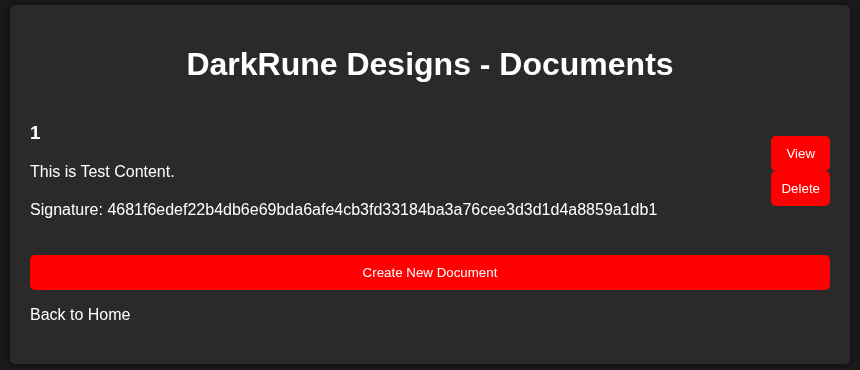 DarkRune Designs - Documents
1
This is Test Content.
Signature: 4681f6edef22b4db6e69bda6afe4cb3fd33184ba3a76cee3d3d1d4a8859a1db1
View
Delete
Create New Document
Back to Home